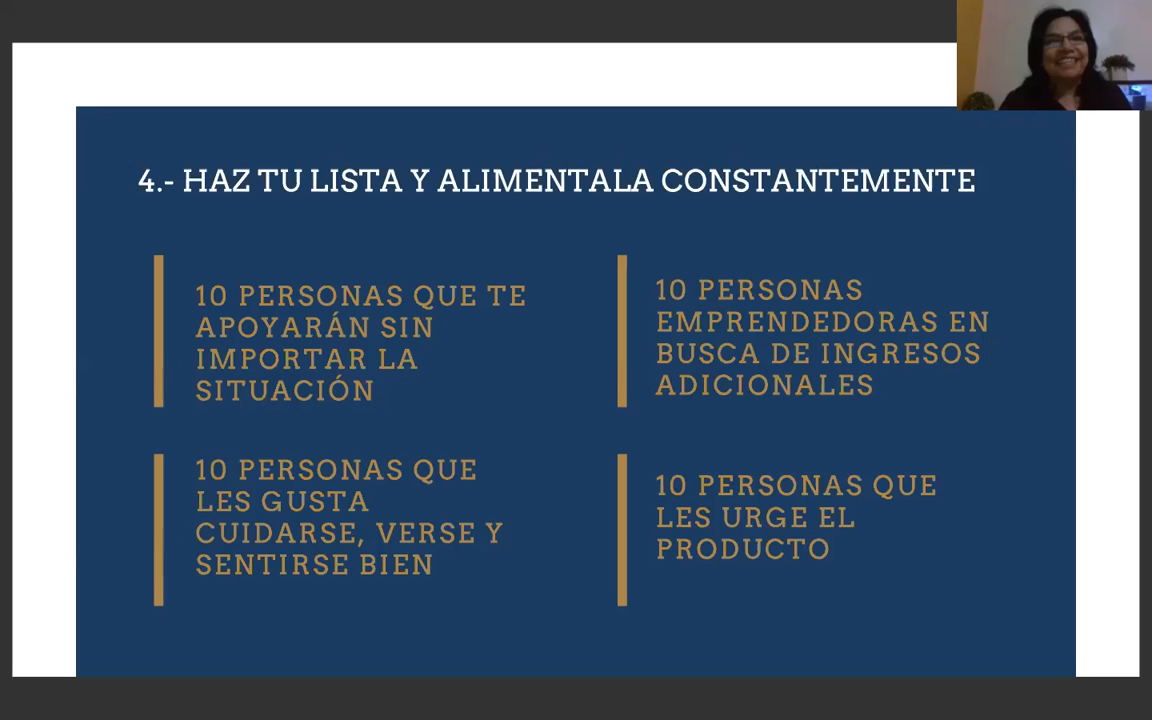 4.- HAZ TU LISTA Y ALIMENTALA CONSTANTEMENTE
10 PERSONAS QUE TE
APOYARÁN SIN
IMPORTAR LA
SITUACIÓN
10 PERSONAS
EMPRENDEDORAS EN
BUSCA DE INGRESOS
ADICIONALES
10 PERSONAS QUE
LES GUSTA
CUIDARSE, VERSE Y
SENTIRSE BIEN
10 PERSONAS QUE
LES URGE EL
PRODUCTO